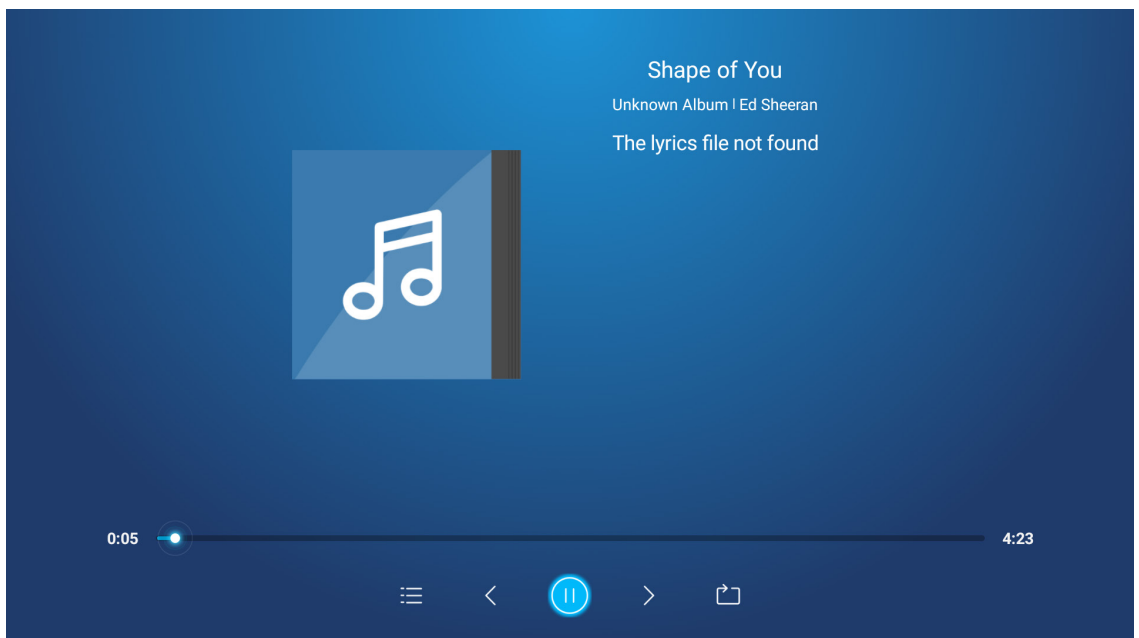 Shape of You
Unknown Album | Ed Sheeran
The lyrics file not found
0:05
4:23